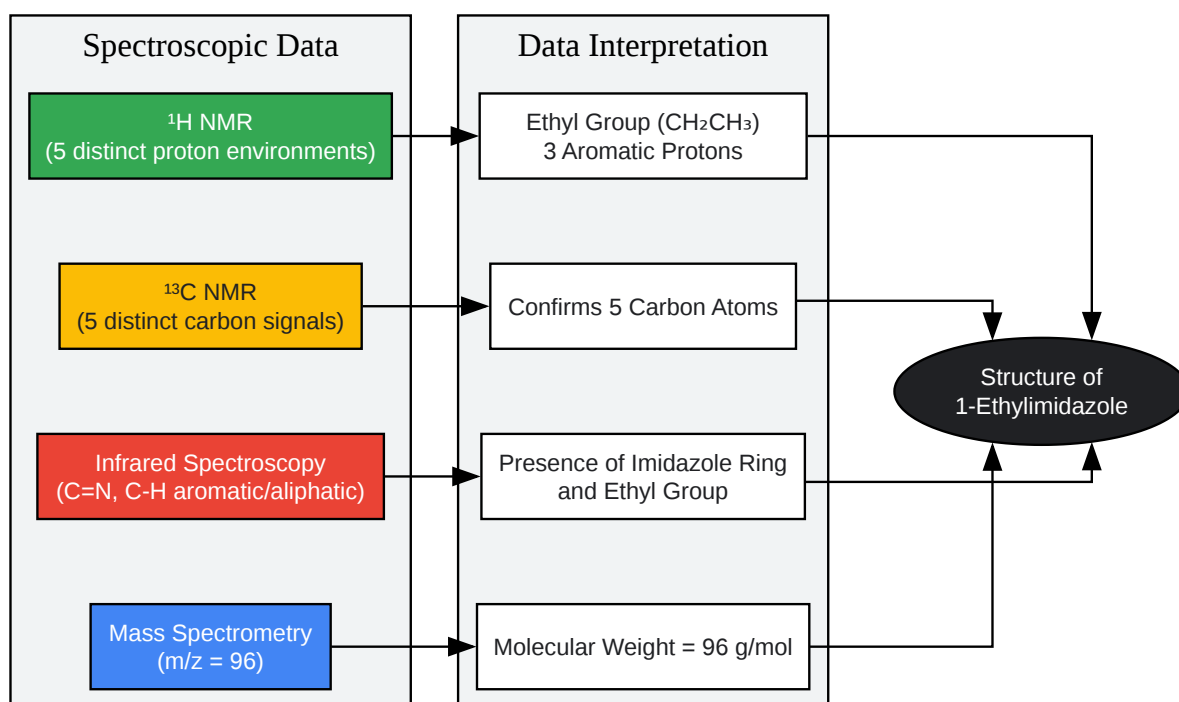 Spectroscopic Data
Data Interpretation
¹H NMR
(5 distinct proton environments)
Ethyl Group (CH₂CH₃)
3 Aromatic Protons
¹³C NMR
(5 distinct carbon signals)
Confirms 5 Carbon Atoms
Structure of
1-Ethylimidazole
Infrared Spectroscopy
(C=N, C-H aromatic/aliphatic)
Presence of Imidazole Ring
and Ethyl Group
Mass Spectrometry
(m/z = 96)
Molecular Weight = 96 g/mol